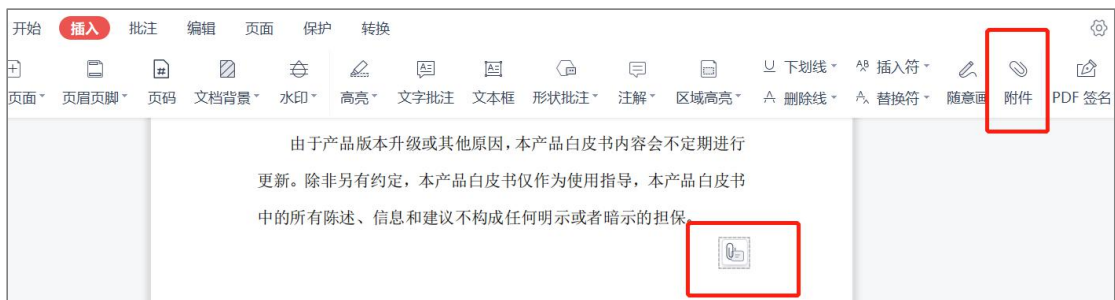 开始 插入 批注 编辑 页面 保护 转换
页面 页眉页脚 页码 文档背景 水印 高亮 文字批注 文本框 形状批注 注解 区域高亮 下划线 插入符 随意画 附件 PDF 签名
删除线 替换符
由于产品版本升级或其他原因，本产品白皮书内容会不定期进行
更新。除非另有约定，本产品白皮书仅作为使用指导，本产品白皮书
中的所有陈述、信息和建议不构成任何明示或者暗示的担保。